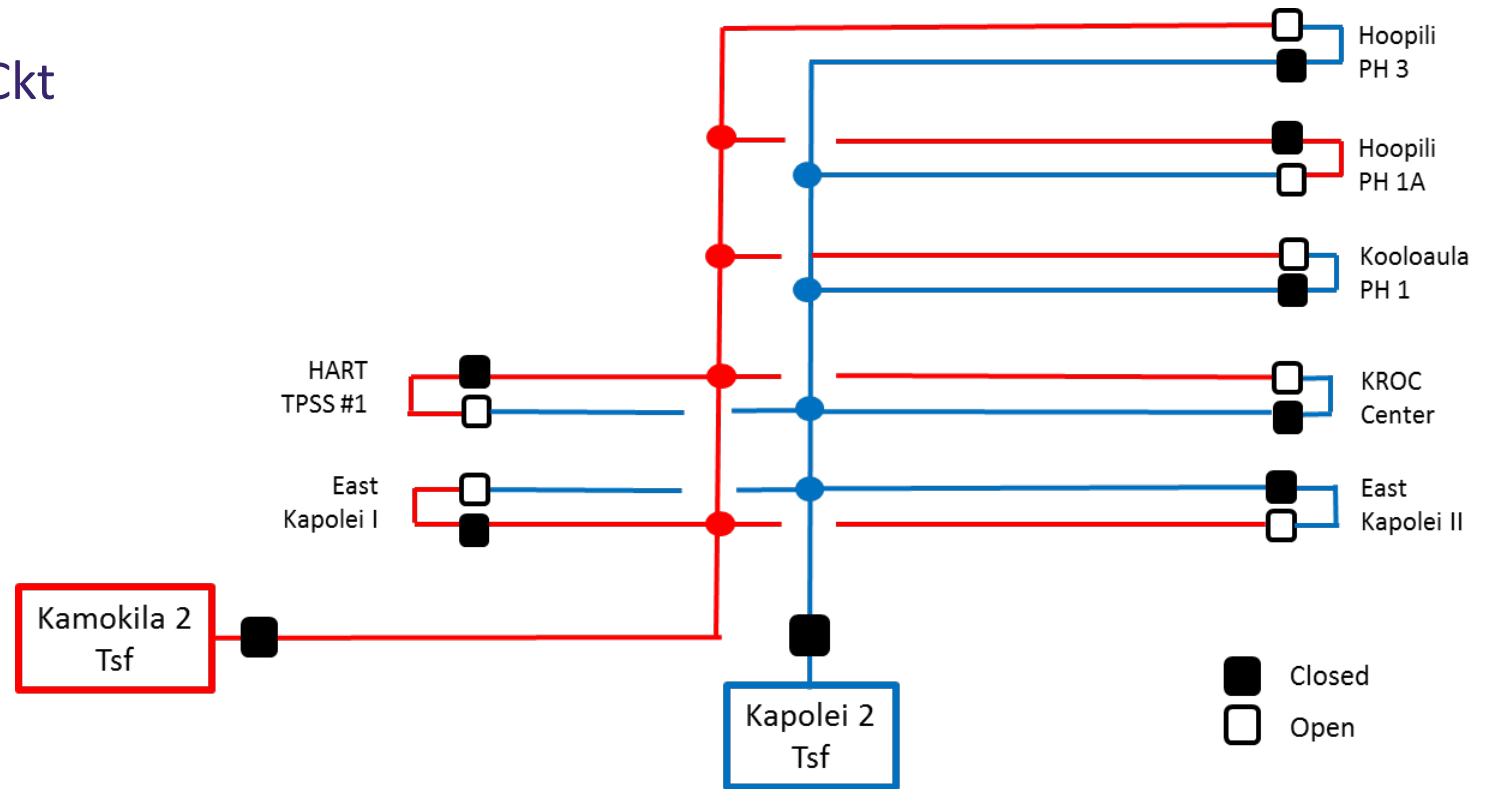 Ckt
Hoopili
PH 3
Hoopili
PH 1A
Kooloaula
PH 1
HART
TPSS #1
KROC
Center
East
Kapolei I
East
Kapolei II
Kamokila 2
Tsf
Kapolei 2
Tsf
Closed
Open